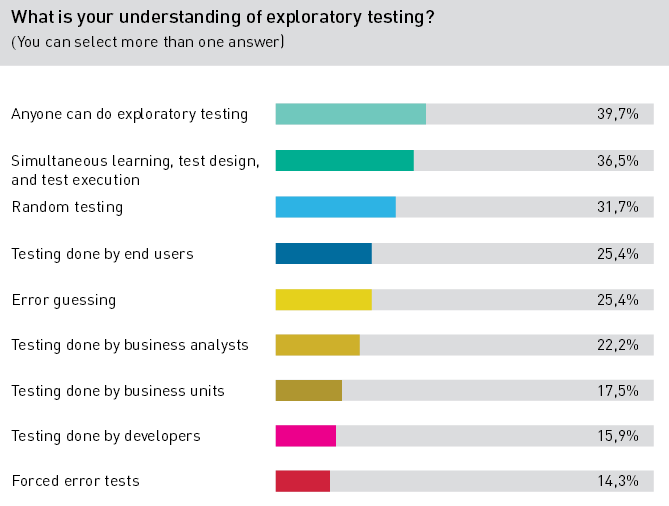 What is your understanding of exploratory testing?
(You can select more than one answer)
Anyone can do exploratory testing 39,7%
Simultaneous learning, test design, 36,5%
and test execution
Random testing 31,7%
Testing done by end users 25,4%
Error guessing 25,4%
Testing done by business analysts 22,2%
Testing done by business units 17,5%
Testing done by developers 15,9%
Forced error tests 14,3%